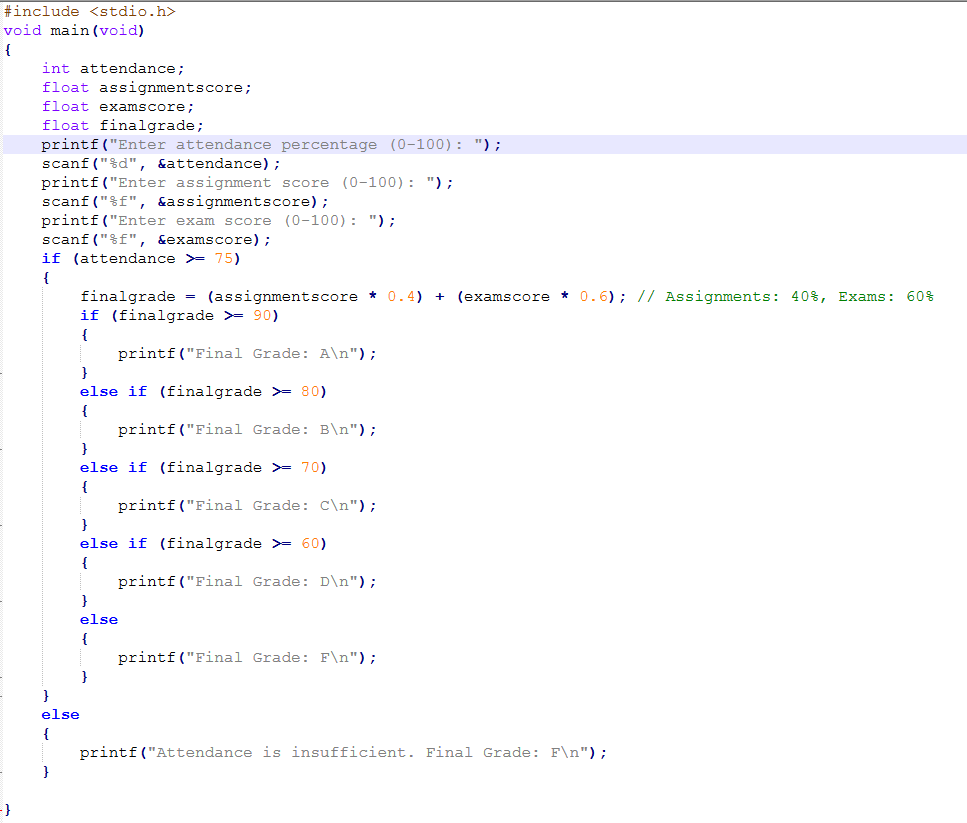 #include <stdio.h>
void main(void)
{
    int attendance;
    float assignmentscore;
    float examscore;
    float finalgrade;
    printf("Enter attendance percentage (0-100): ");
    scanf("%d", &attendance);
    printf("Enter assignment score (0-100): ");
    scanf("%f", &assignmentscore);
    printf("Enter exam score (0-100): ");
    scanf("%f", &examscore);
    if (attendance >= 75)
    {
        finalgrade = (assignmentscore * 0.4) + (examscore * 0.6); // Assignments: 40%, Exams: 60%
        if (finalgrade >= 90)
        {
            printf("Final Grade: A\n");
        }
        else if (finalgrade >= 80)
        {
            printf("Final Grade: B\n");
        }
        else if (finalgrade >= 70)
        {
            printf("Final Grade: C\n");
        }
        else if (finalgrade >= 60)
        {
            printf("Final Grade: D\n");
        }
        else
        {
            printf("Final Grade: F\n");
        }
    }
    else
    {
        printf("Attendance is insufficient. Final Grade: F\n");
    }

}